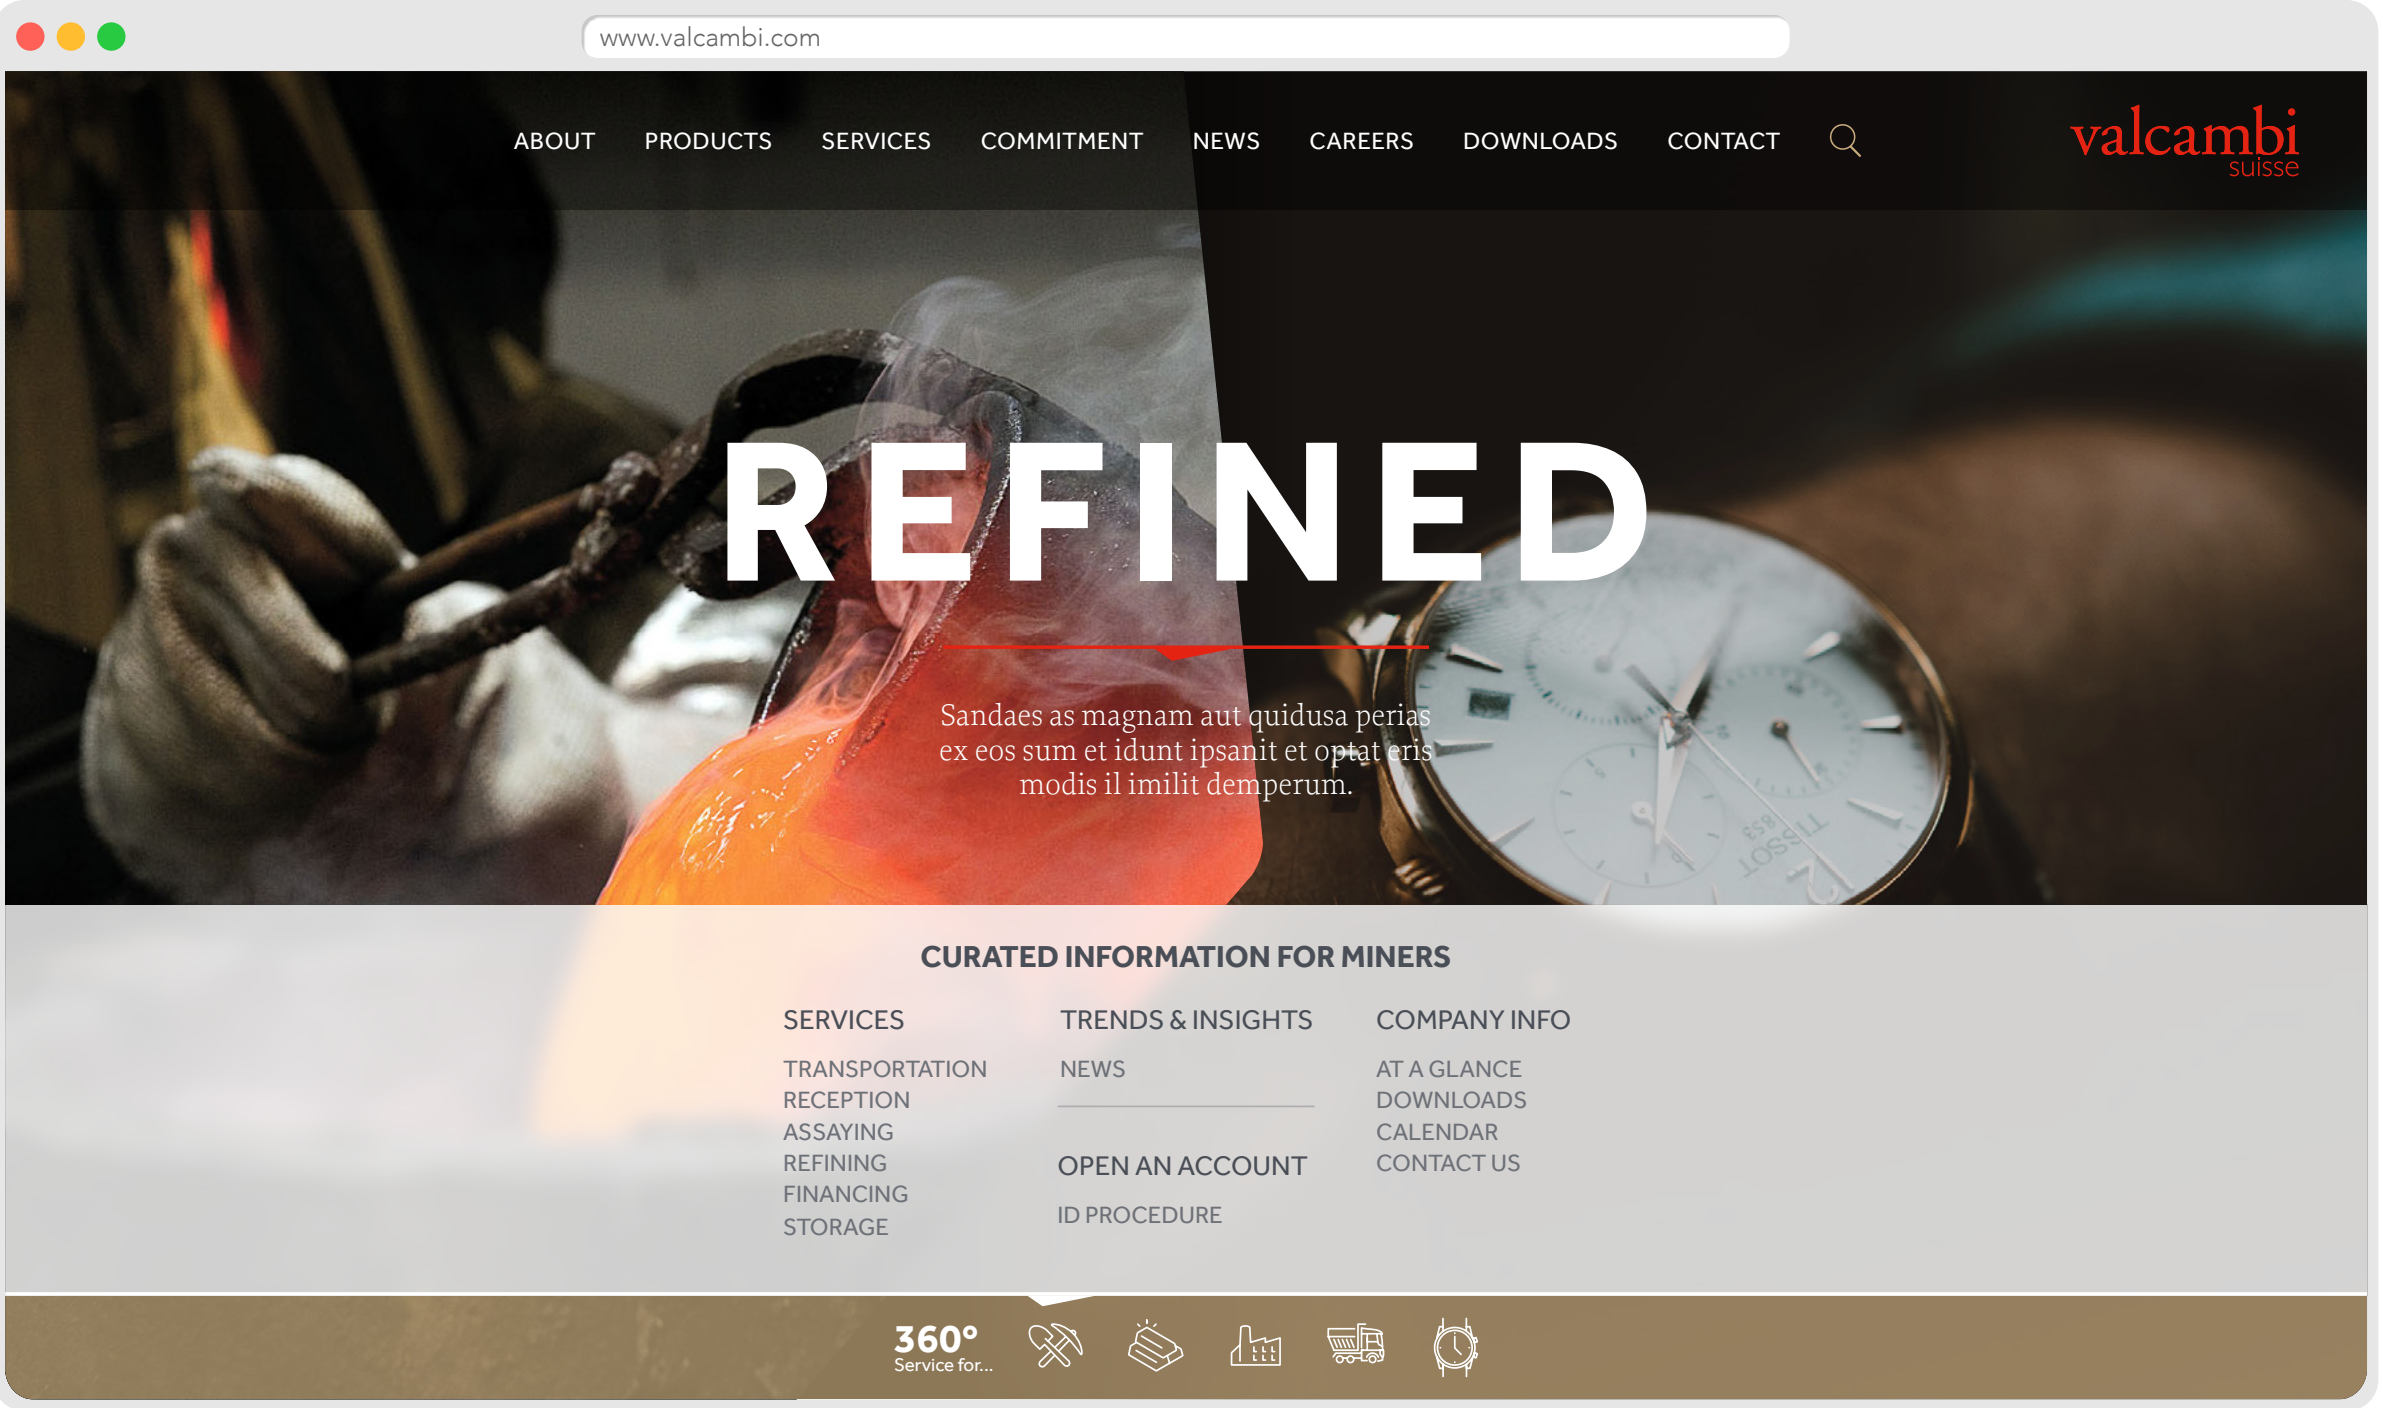 www.valcambi.com
ABOUT PRODUCTS SERVICES COMMITMENT NEWS CAREERS DOWNLOADS CONTACT
valcambi
suisse
REFINED
Sandaes as magnam aut quidusa perias
ex eos sum et idunt ipsanit et optat eris
modis il imilit demperum.
TISSOT
1853
12
CURATED INFORMATION FOR MINERS
SERVICES
TRANSPORTATION
RECEPTION
ASSAYING
REFINING
FINANCING
STORAGE
TRENDS & INSIGHTS
NEWS
OPEN AN ACCOUNT
ID PROCEDURE
COMPANY INFO
AT A GLANCE
DOWNLOADS
CALENDAR
CONTACT US
360°
Service for...